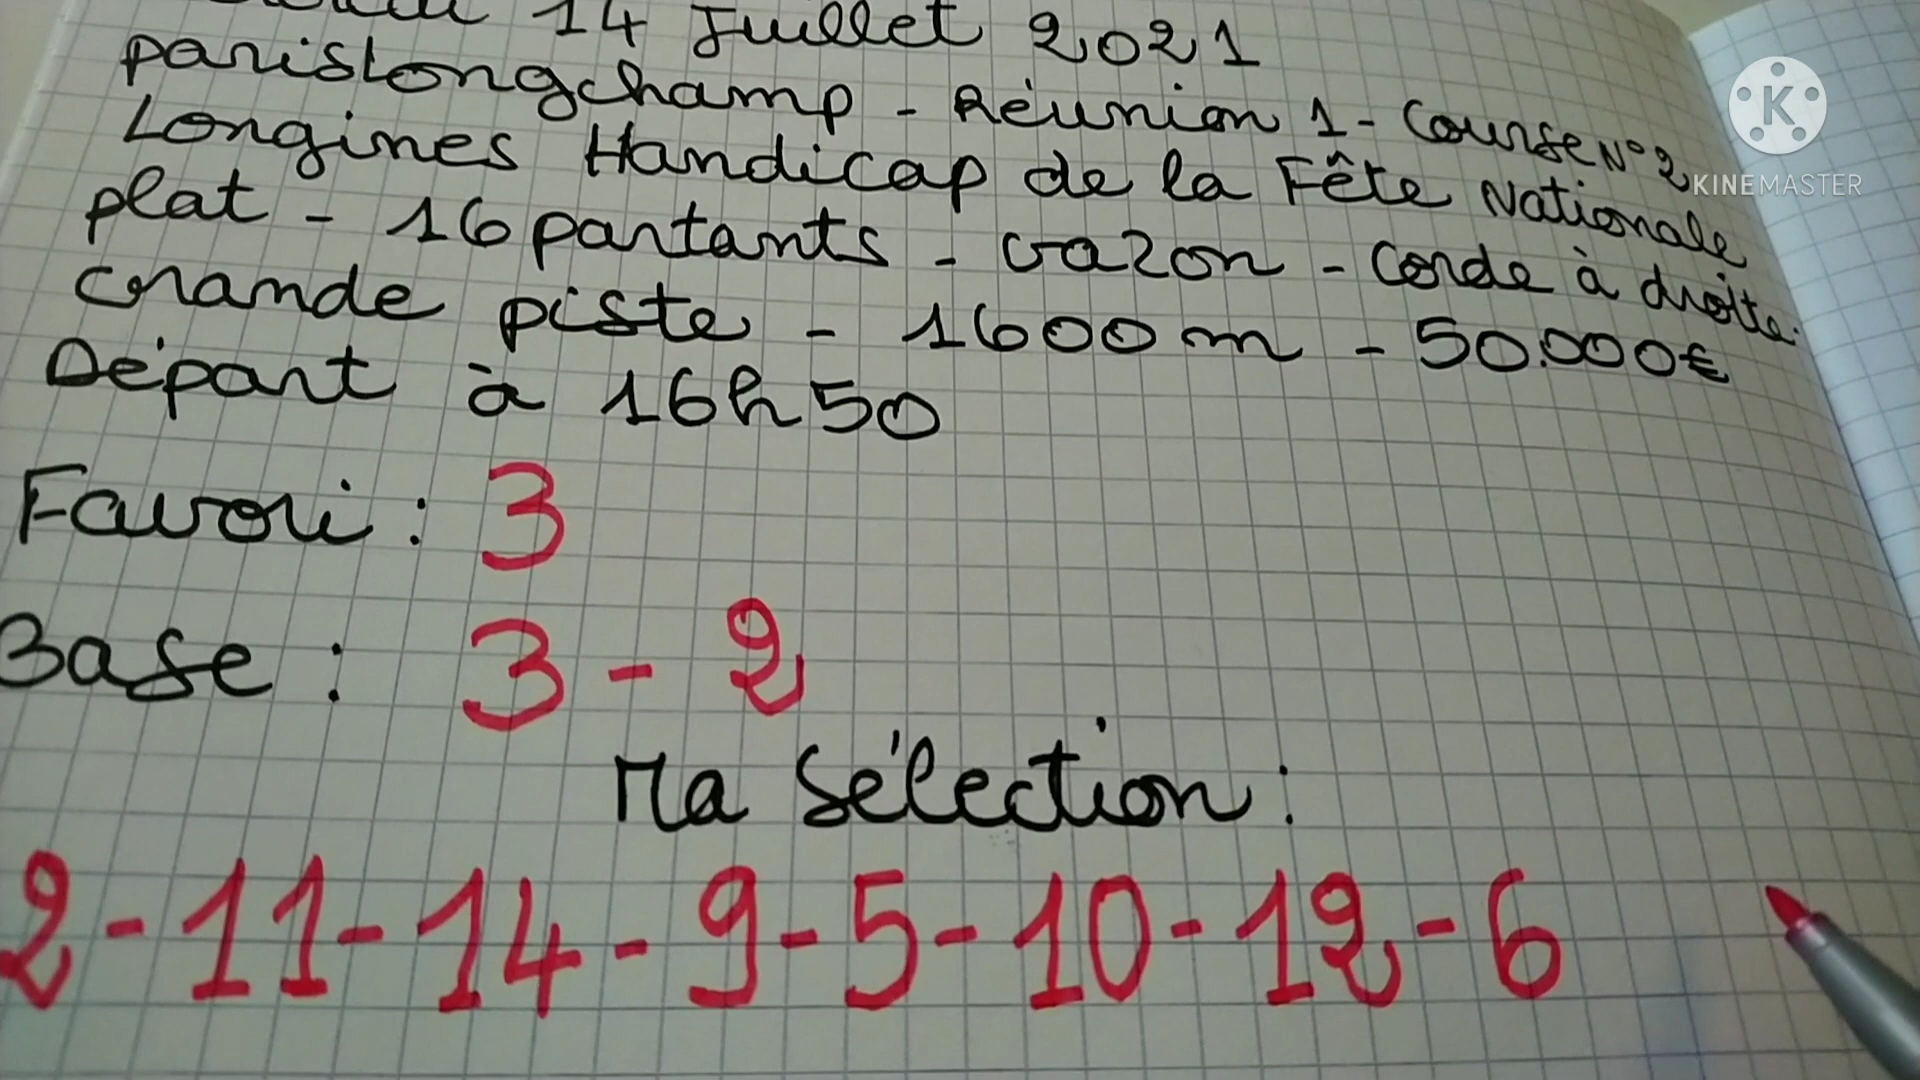 14 Juillet 2021
parisLongchamp - Réunion 1 - Course N° 2
Longines Handicap de la Fête Nationale
plat - 16 partants - Gazon - Corde à droite.
Grande piste - 1600 m - 50.000€
Départ à 16h50
Favori : 3
Base : 3 - 2
Ma Sélection :
2 - 11 - 14 - 9 - 5 - 10 - 12 - 6
K
KINEMASTER